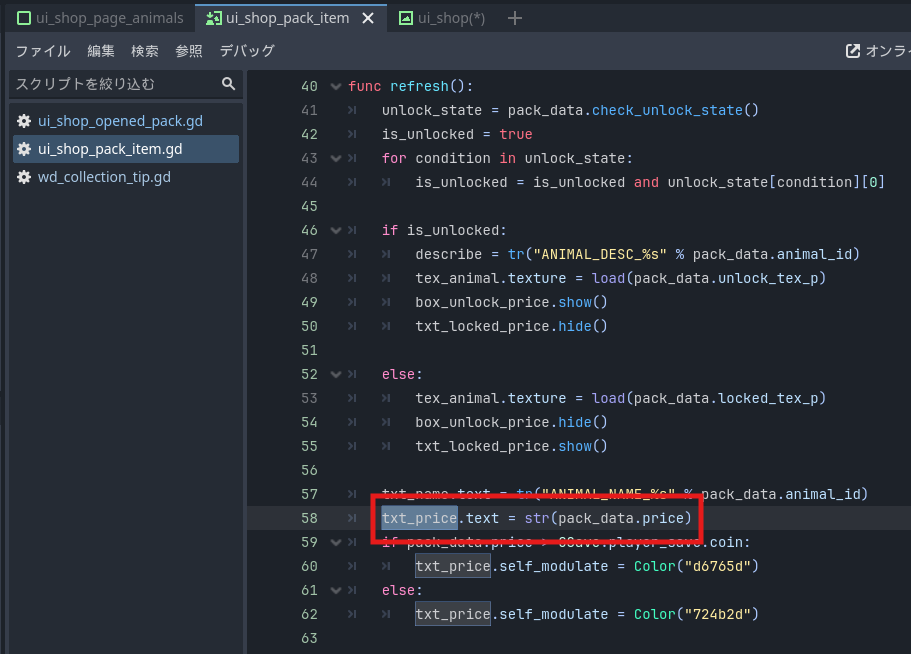 ui_shop_page_animals
ui_shop_pack_item
ui_shop(*)
ファイル 編集 検索 参照 デバッグ
オンライ
スクリプトを絞り込む
ui_shop_opened_pack.gd
ui_shop_pack_item.gd
wd_collection_tip.gd
40 func refresh():
41 unlock_state = pack_data.check_unlock_state()
42 is_unlocked = true
43 for condition in unlock_state:
44 is_unlocked = is_unlocked and unlock_state[condition][0]
45
46 if is_unlocked:
47 describe = tr("ANIMAL_DESC_%s" % pack_data.animal_id)
48 tex_animal.texture = load(pack_data.unlock_tex_p)
49 box_unlock_price.show()
50 txt_locked_price.hide()
51
52 else:
53 tex_animal.texture = load(pack_data.locked_tex_p)
54 box_unlock_price.hide()
55 txt_locked_price.show()
56
57 txt_name.text = tr("ANIMAL_NAME_%s" % pack_data.animal_id)
58 txt_price.text = str(pack_data.price)
59 if pack_data.price > GSave.player_save.coin:
60 txt_price.self_modulate = Color("d6765d")
61 else:
62 txt_price.self_modulate = Color("724b2d")
63